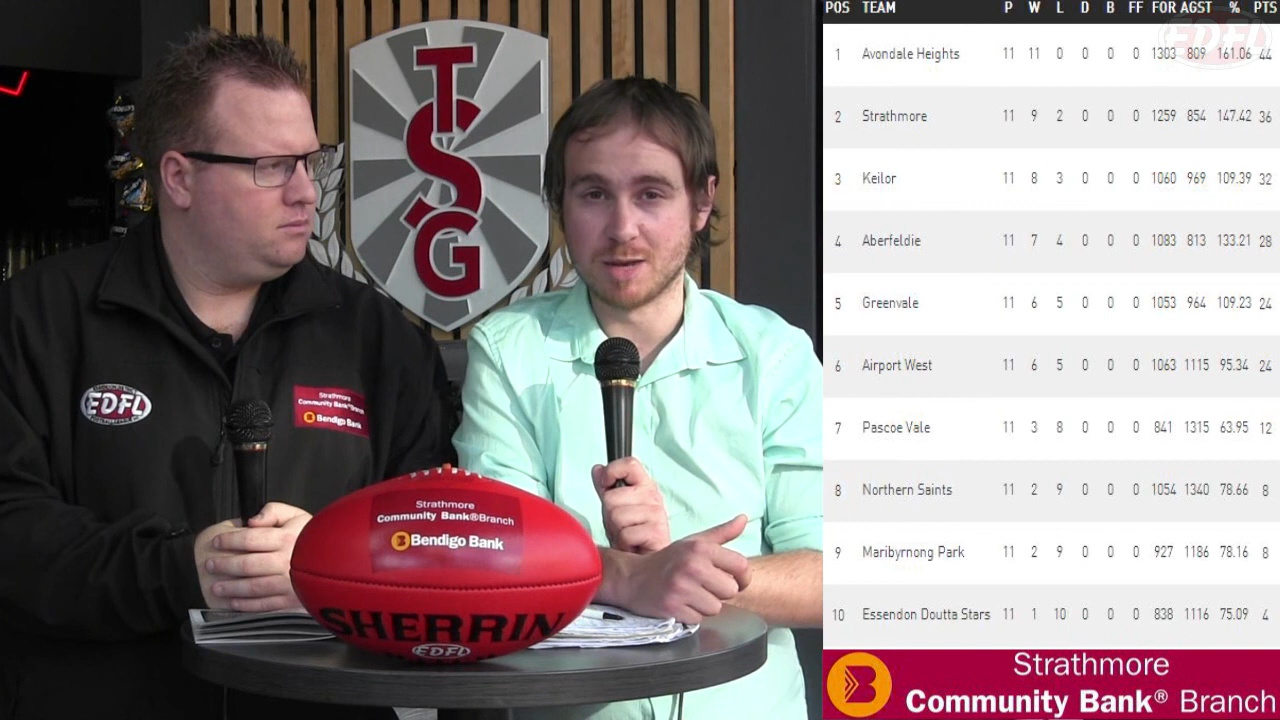 TSG
EDFL
Strathmore
Community Bank® Branch
Bendigo Bank
Strathmore
Community Bank® Branch
Bendigo Bank
SHERRIN
EDFL
POS TEAM P W L D B FF FOR AGST % PTS
EDFL
1 Avondale Heights 11 11 0 0 0 0 1303 809 161.06 44
2 Strathmore 11 9 2 0 0 0 1259 854 147.42 36
3 Keilor 11 8 3 0 0 0 1060 969 109.39 32
4 Aberfeldie 11 7 4 0 0 0 1083 813 133.21 28
5 Greenvale 11 6 5 0 0 0 1053 964 109.23 24
6 Airport West 11 6 5 0 0 0 1063 1115 95.34 24
7 Pascoe Vale 11 3 8 0 0 0 841 1315 63.95 12
8 Northern Saints 11 2 9 0 0 0 1054 1340 78.66 8
9 Maribyrnong Park 11 2 9 0 0 0 927 1186 78.16 8
10 Essendon Doutta Stars 11 10 0 0 0 838 1116 75.09 4
Strathmore
Community Bank® Branch